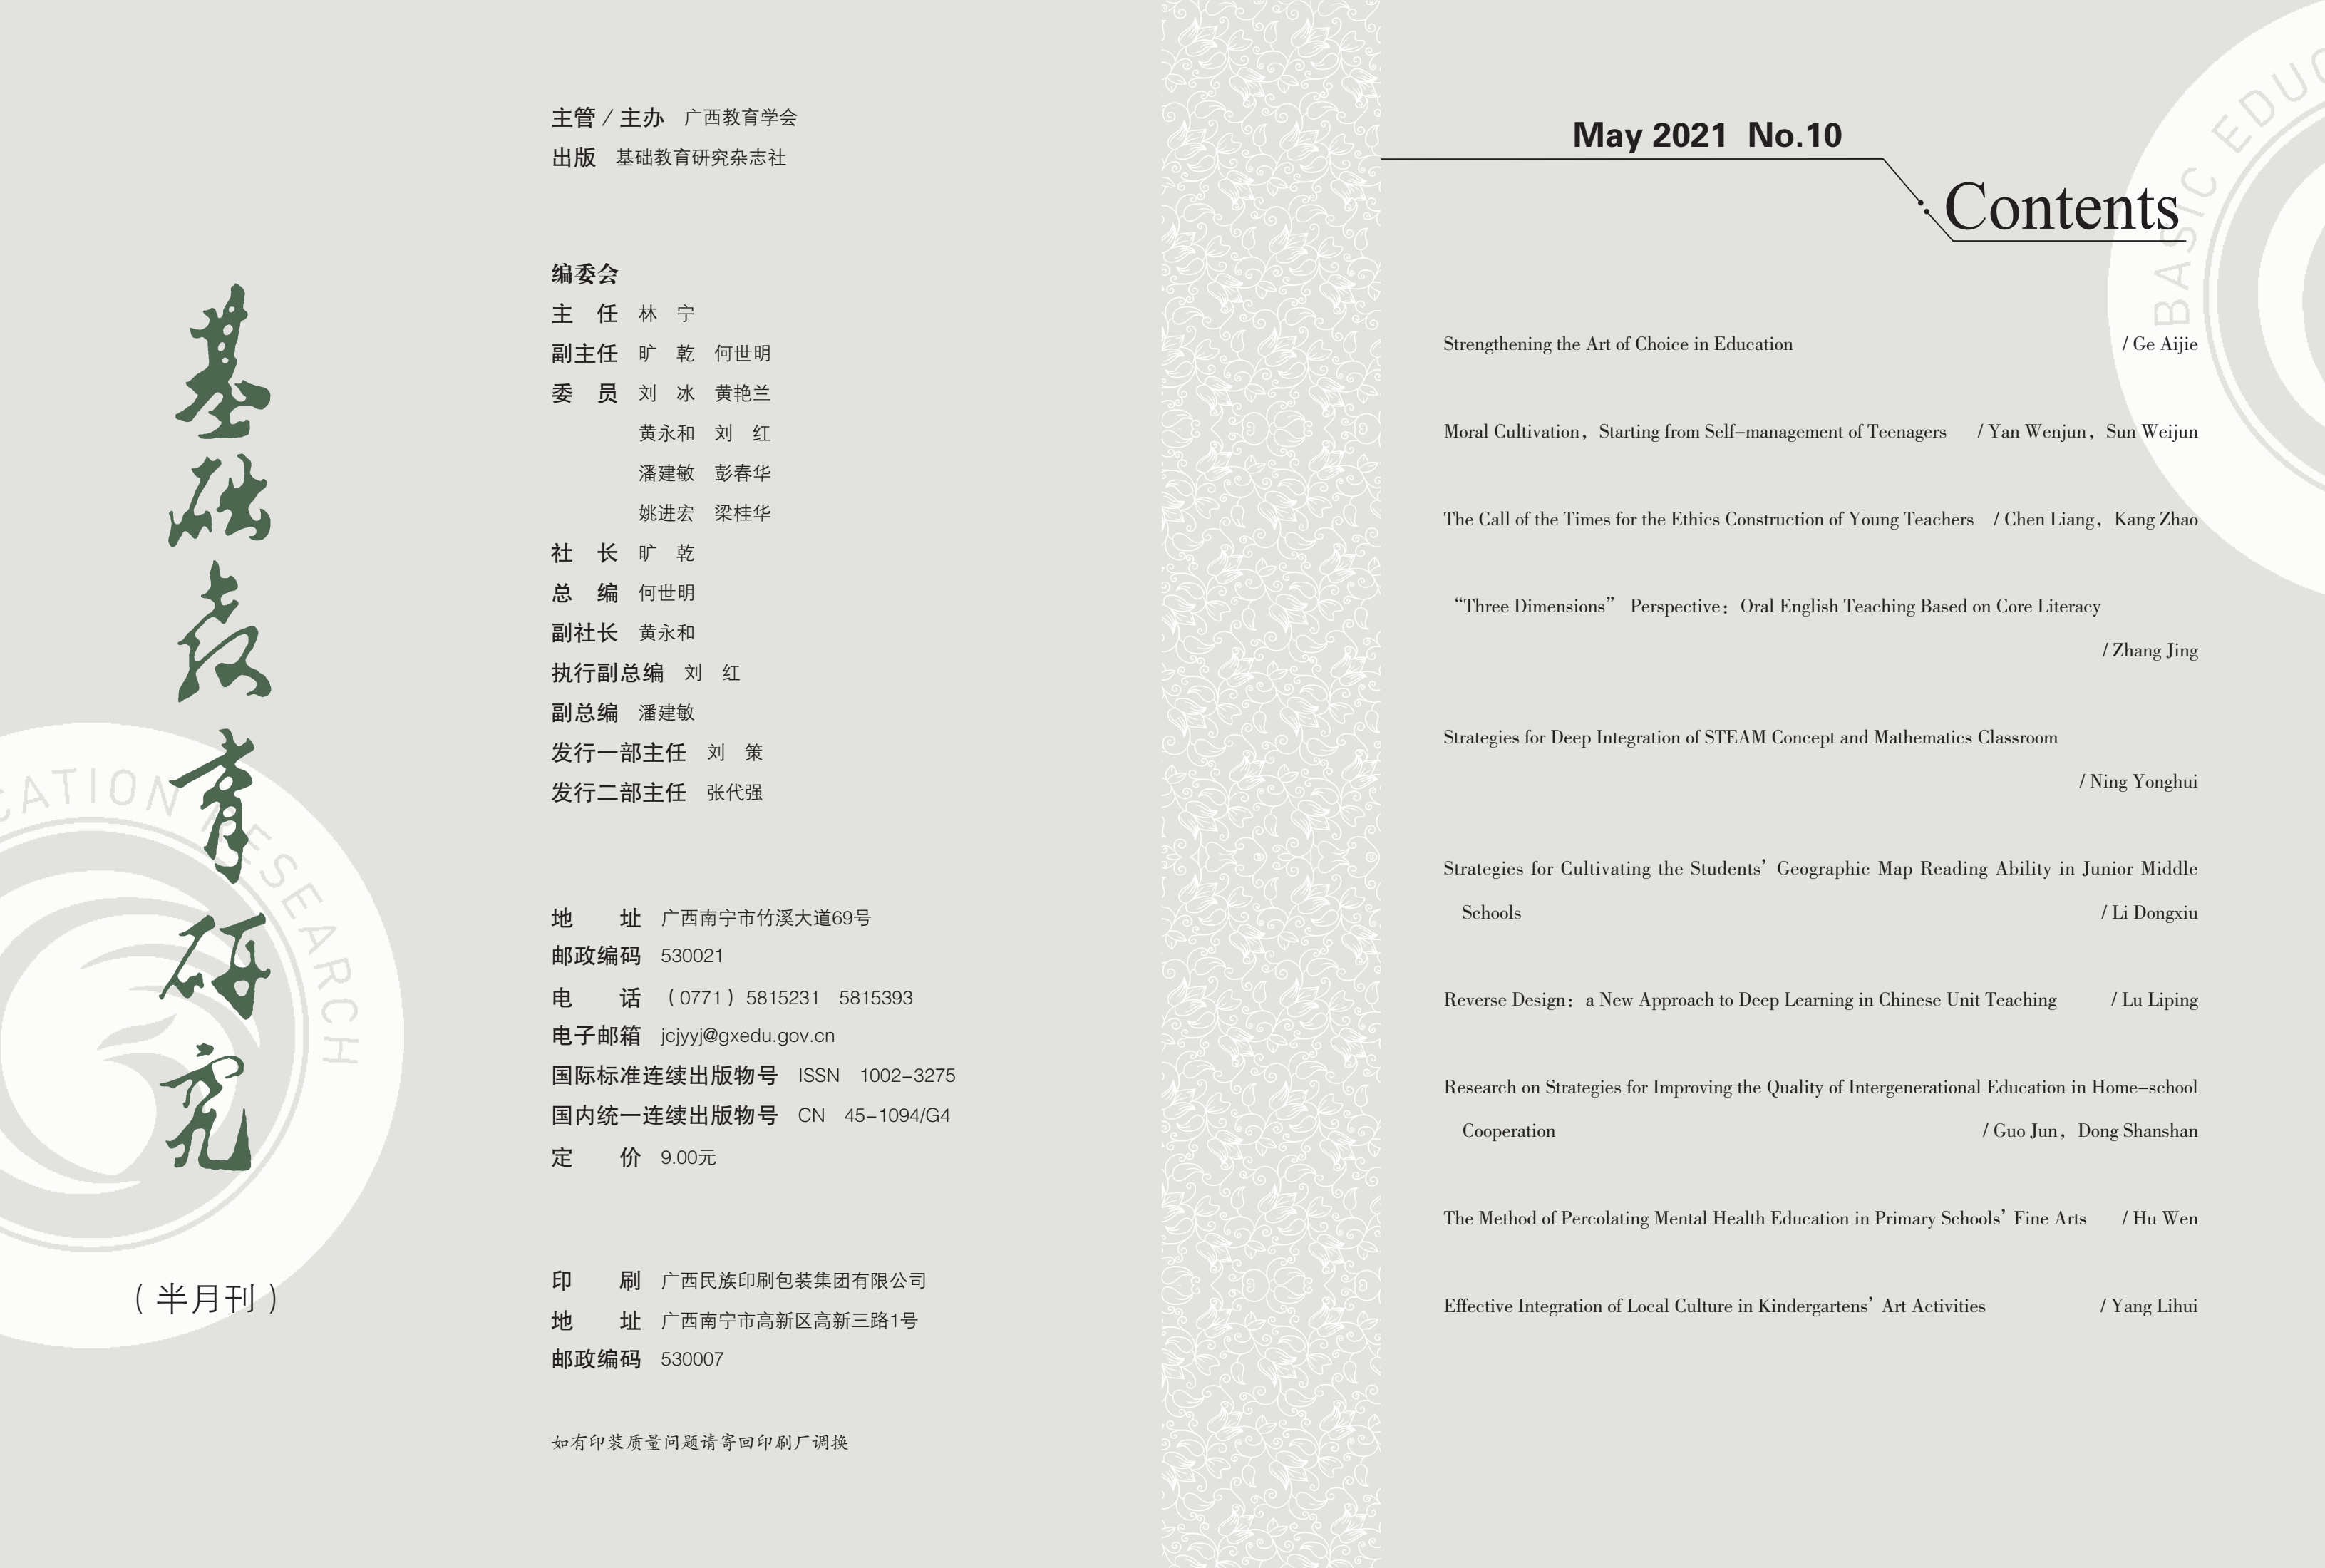 基础教育研究
（半月刊）
CATION RESEARCH
主管/主办 广西教育学会
出版 基础教育研究杂志社
编委会
主 任 林 宁
副主任 旷 乾 何世明
委 员 刘 冰 黄艳兰
黄永和 刘 红
潘建敏 彭春华
姚进宏 梁桂华
社 长 旷 乾
总 编 何世明
副社长 黄永和
执行副总编 刘 红
副总编 潘建敏
发行一部主任 刘 策
发行二部主任 张代强
地 址 广西南宁市竹溪大道69号
邮政编码 530021
电 话 （0771）5815231 5815393
电子邮箱 jcjyyj@gxedu.gov.cn
国际标准连续出版物号 ISSN 1002-3275
国内统一连续出版物号 CN 45-1094/G4
定 价 9.00元
印 刷 广西民族印刷包装集团有限公司
地 址 广西南宁市高新区高新三路1号
邮政编码 530007
如有印装质量问题请寄回印刷厂调换
May 2021 No.10
Contents
BASIC EDUC
Strengthening the Art of Choice in Education / Ge Aijie
Moral Cultivation，Starting from Self-management of Teenagers / Yan Wenjun，Sun Weijun
The Call of the Times for the Ethics Construction of Young Teachers / Chen Liang，Kang Zhao
“Three Dimensions” Perspective：Oral English Teaching Based on Core Literacy
/ Zhang Jing
Strategies for Deep Integration of STEAM Concept and Mathematics Classroom
/ Ning Yonghui
Strategies for Cultivating the Students’ Geographic Map Reading Ability in Junior Middle
Schools / Li Dongxiu
Reverse Design：a New Approach to Deep Learning in Chinese Unit Teaching / Lu Liping
Research on Strategies for Improving the Quality of Intergenerational Education in Home-school
Cooperation / Guo Jun，Dong Shanshan
The Method of Percolating Mental Health Education in Primary Schools’ Fine Arts / Hu Wen
Effective Integration of Local Culture in Kindergartens’ Art Activities / Yang Lihui